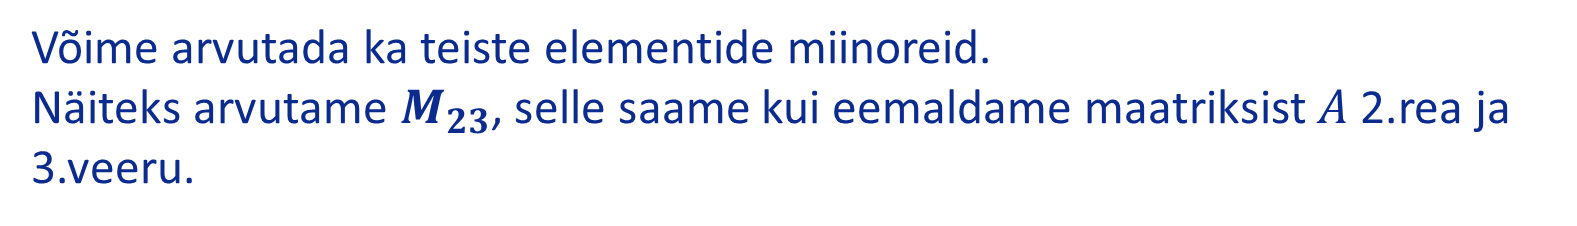 Võime arvutada ka teiste elementide miinoreid.
Näiteks arvutame M₂₃, selle saame kui eemaldame maatriksist A 2.rea ja
3.veeru.